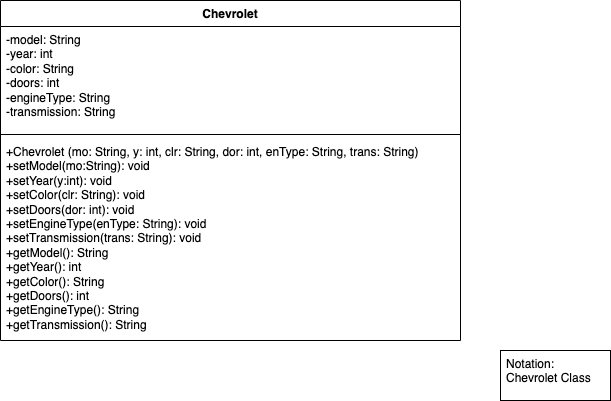 Chevrolet
-model: String
-year: int
-color: String
-doors: int
-engineType: String
-transmission: String
+Chevrolet (mo: String, y: int, clr: String, dor: int, enType: String, trans: String)
+setModel(mo:String): void
+setYear(y:int): void
+setColor(clr: String): void
+setDoors(dor: int): void
+setEngineType(enType: String): void
+setTransmission(trans: String): void
+getModel(): String
+getYear(): int
+getColor(): String
+getDoors(): int
+getEngineType(): String
+getTransmission(): String
Notation:
Chevrolet Class